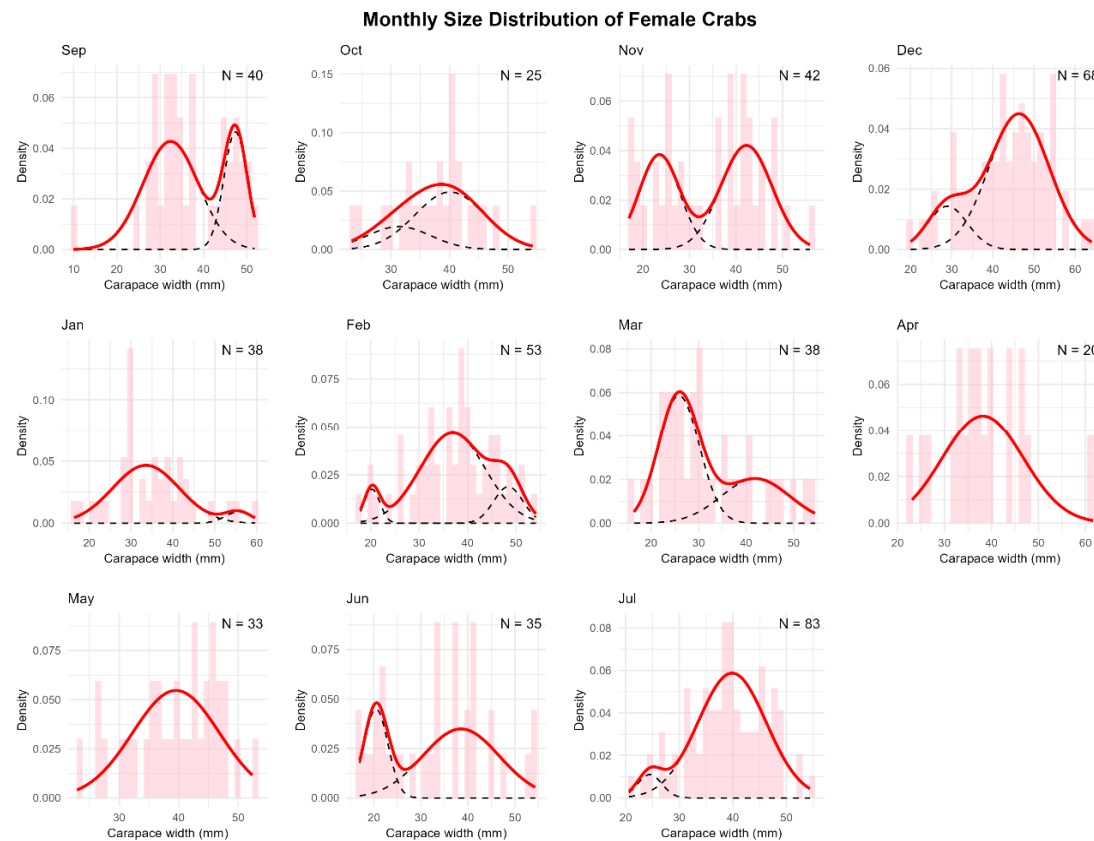 Monthly Size Distribution of Female Crabs
Sep
N = 40
Density
0.06
0.04
0.02
0.00
10 20 30 40 50
Carapace width (mm)
Oct
N = 25
Density
0.15
0.10
0.05
0.00
30 40 50
Carapace width (mm)
Nov
N = 42
Density
0.06
0.04
0.02
0.00
20 30 40 50
Carapace width (mm)
Dec
N = 68
Density
0.06
0.04
0.02
0.00
20 30 40 50 60
Carapace width (mm)
Jan
N = 38
Density
0.10
0.05
0.00
20 30 40 50 60
Carapace width (mm)
Feb
N = 53
Density
0.075
0.050
0.025
0.000
20 30 40 50
Carapace width (mm)
Mar
N = 38
Density
0.08
0.06
0.04
0.02
0.00
20 30 40 50
Carapace width (mm)
Apr
N = 20
Density
0.06
0.04
0.02
0.00
20 30 40 50 60
Carapace width (mm)
May
N = 33
Density
0.075
0.050
0.025
0.000
30 40 50
Carapace width (mm)
Jun
N = 35
Density
0.075
0.050
0.025
0.000
20 30 40 50
Carapace width (mm)
Jul
N = 83
Density
0.08
0.06
0.04
0.02
0.00
20 30 40 50
Carapace width (mm)